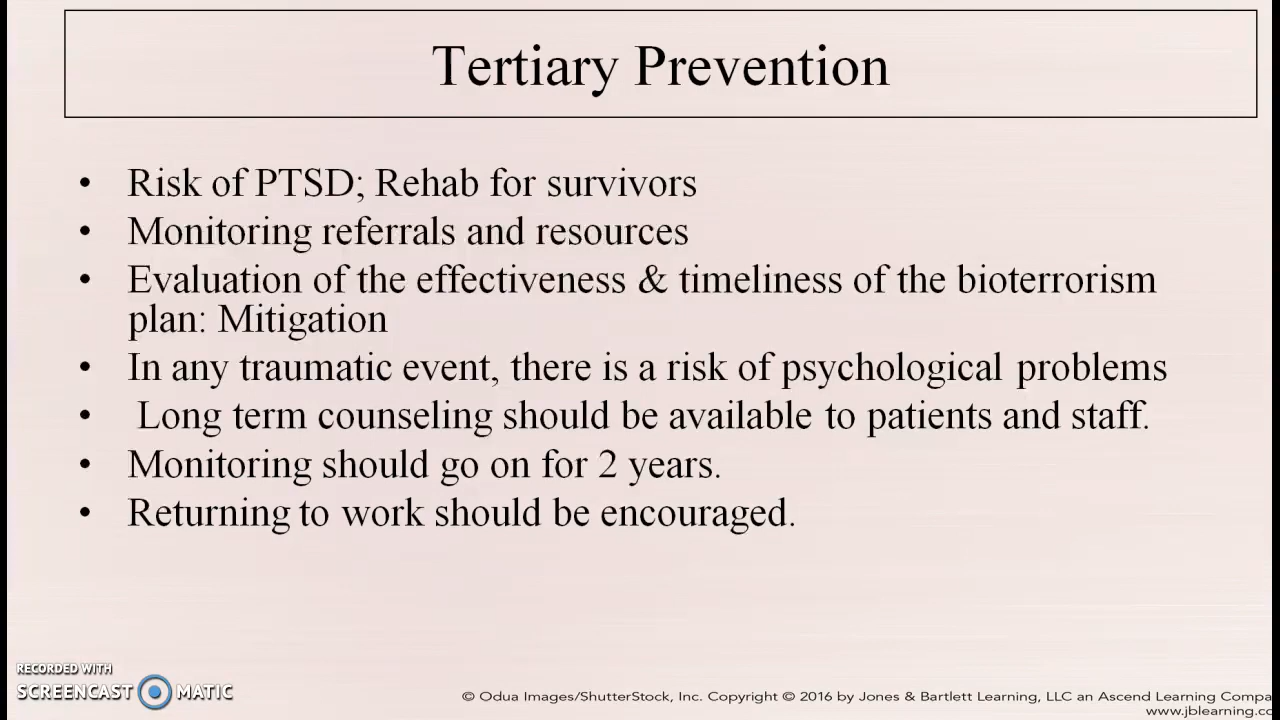 Tertiary Prevention
• Risk of PTSD; Rehab for survivors
• Monitoring referrals and resources
• Evaluation of the effectiveness & timeliness of the bioterrorism
plan: Mitigation
• In any traumatic event, there is a risk of psychological problems
• Long term counseling should be available to patients and staff.
• Monitoring should go on for 2 years.
• Returning to work should be encouraged.
RECORDED WITH
SCREENCAST MATIC
© Odua Images/ShutterStock, Inc. Copyright © 2016 by Jones & Bartlett Learning, LLC an Ascend Learning Compa
www.jblearning.co